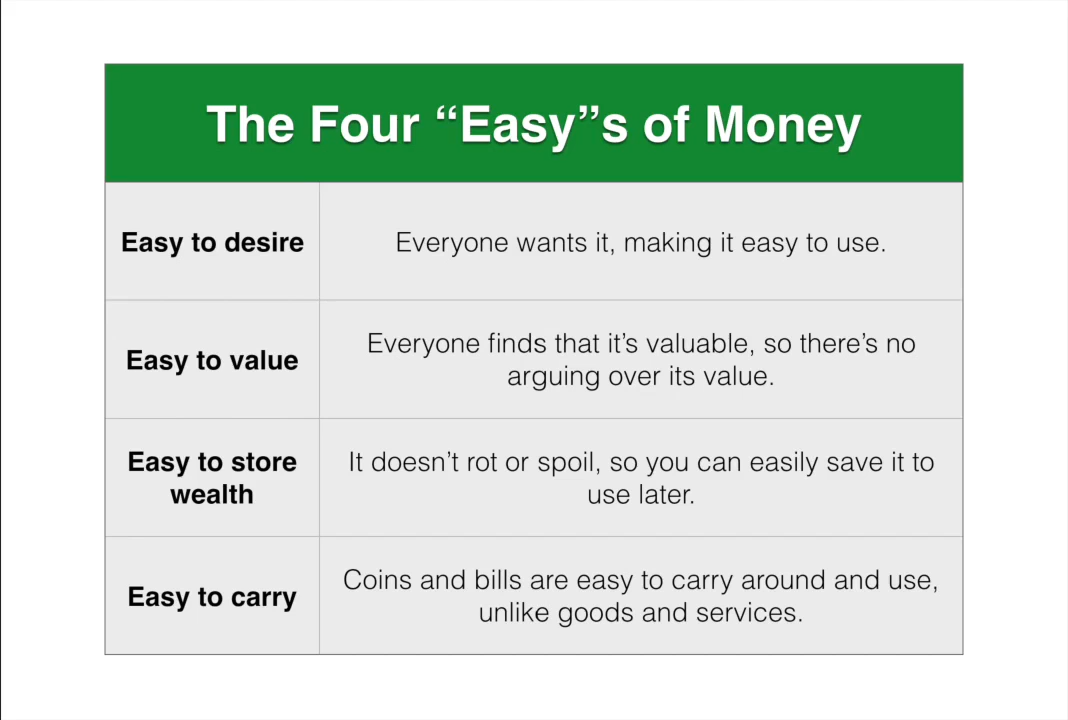 The Four “Easy”s of Money
Easy to desire
Everyone wants it, making it easy to use.
Easy to value
Everyone finds that it’s valuable, so there’s no
arguing over its value.
Easy to store
wealth
It doesn’t rot or spoil, so you can easily save it to
use later.
Easy to carry
Coins and bills are easy to carry around and use,
unlike goods and services.